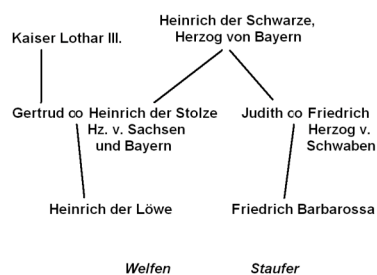 Kaiser Lothar III.
Heinrich der Schwarze,
Herzog von Bayern
Gertrud co Heinrich der Stolze
Hz. v. Sachsen
und Bayern
Judith co Friedrich
Herzog v.
Schwaben
Heinrich der Löwe
Friedrich Barbarossa
Welfen
Staufer